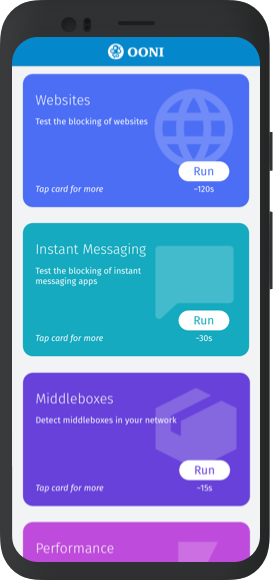 OONI
Websites
Test the blocking of websites
Run
Tap card for more
~120s
Instant Messaging
Test the blocking of instant
messaging apps
Run
Tap card for more
~30s
Middleboxes
Detect middleboxes in your network
Run
Tap card for more
~15s
Performance